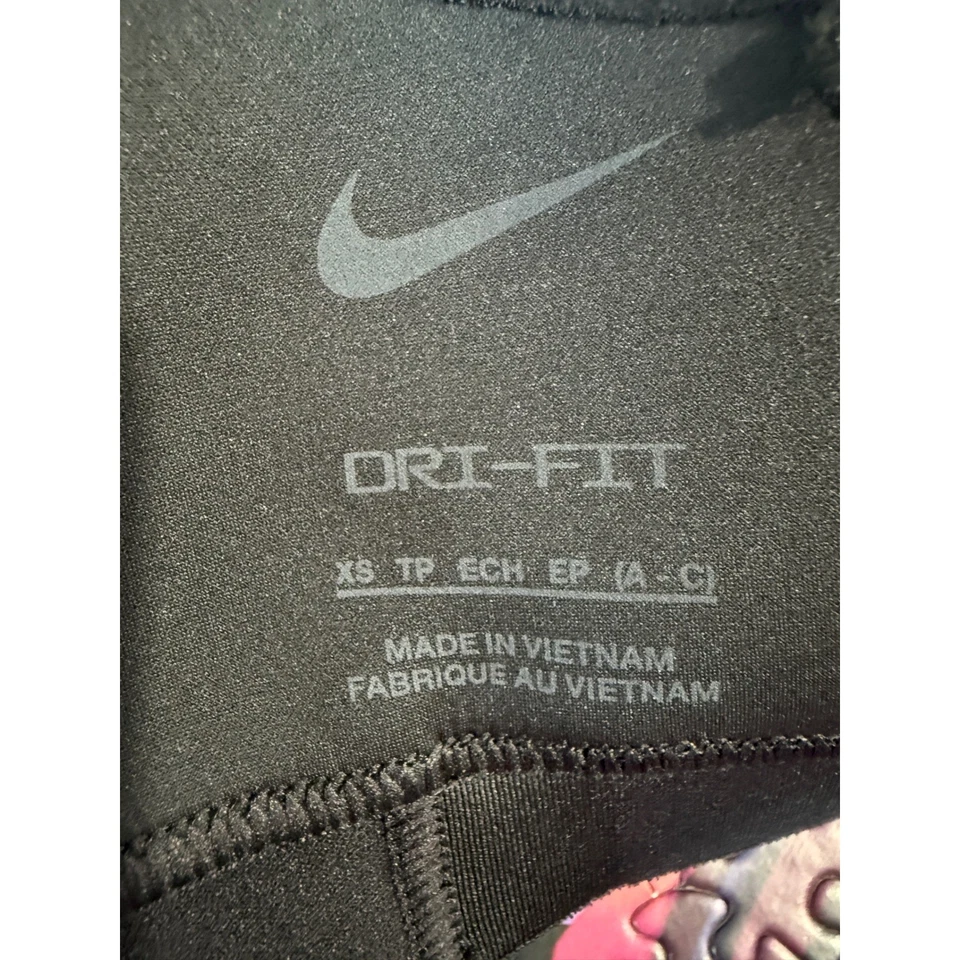 DRI-FIT
XS TP ECH EP (A - C)
MADE IN VIETNAM
FABRIQUE AU VIETNAM